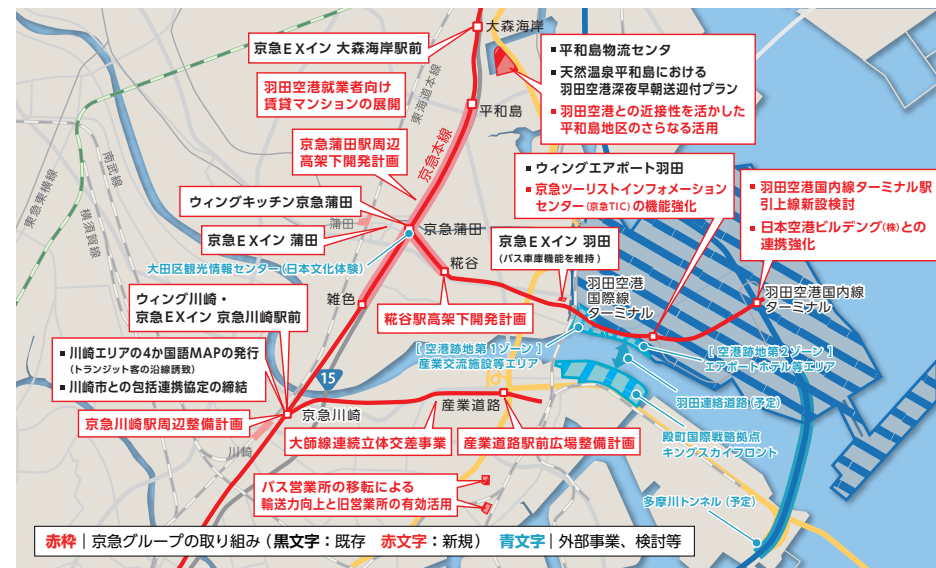 大森海岸
京急EXイン 大森海岸駅前
■ 平和島物流センタ
■ 天然温泉平和島における
羽田空港深夜早朝送迎付プラン
■ 羽田空港との近接性を活かした
平和島地区のさらなる活用
羽田空港就業者向け
賃貸マンションの展開
東海道本線
平和島
京急蒲田駅周辺
高架下開発計画
京急本線
南武線
横須賀線
東急東横線
■ ウィングエアポート羽田
■ 京急ツーリストインフォメーション
センター(京急TIC)の機能強化
■ 羽田空港国内線ターミナル駅
引上線新設検討
■ 日本空港ビルデング(株)との
連携強化
ウィングキッチン京急蒲田
蒲田
京急蒲田
京急EXイン 蒲田
京急EXイン 羽田
(バス車庫機能を維持)
大田区観光情報センター(日本文化体験)
糀谷
羽田空港
国際線
ターミナル
羽田空港国内線
ターミナル
ウィング川崎・
京急EXイン 京急川崎駅前
雑色
糀谷駅高架下開発計画
[空港跡地第1ゾーン]
産業交流施設等エリア
[空港跡地第2ゾーン]
エアポートホテル等エリア
■ 川崎エリアの4か国語MAPの発行
(トランジット客の沿線誘致)
■ 川崎市との包括連携協定の締結
15
羽田連絡道路(予定)
京急川崎駅周辺整備計画
京急川崎
産業道路
大師線連続立体交差事業
産業道路駅前広場整備計画
殿町国際戦略拠点
キングスカイフロント
川崎
バス営業所の移転による
輸送力向上と旧営業所の有効活用
多摩川トンネル(予定)
赤枠|京急グループの取り組み(黒文字:既存 赤文字:新規) 青文字|外部事業、検討等